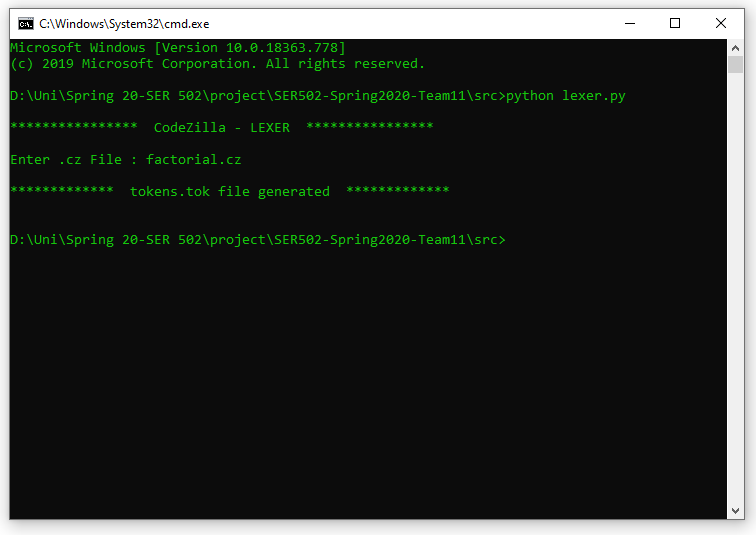 C:\Windows\System32\cmd.exe
Microsoft Windows [Version 10.0.18363.778]
(c) 2019 Microsoft Corporation. All rights reserved.
D:\Uni\Spring 20-SER 502\project\SER502-Spring2020-Team11\src>python lexer.py
**************** CodeZilla - LEXER ****************
Enter .cz File : factorial.cz
************* tokens.tok file generated *************
D:\Uni\Spring 20-SER 502\project\SER502-Spring2020-Team11\src>